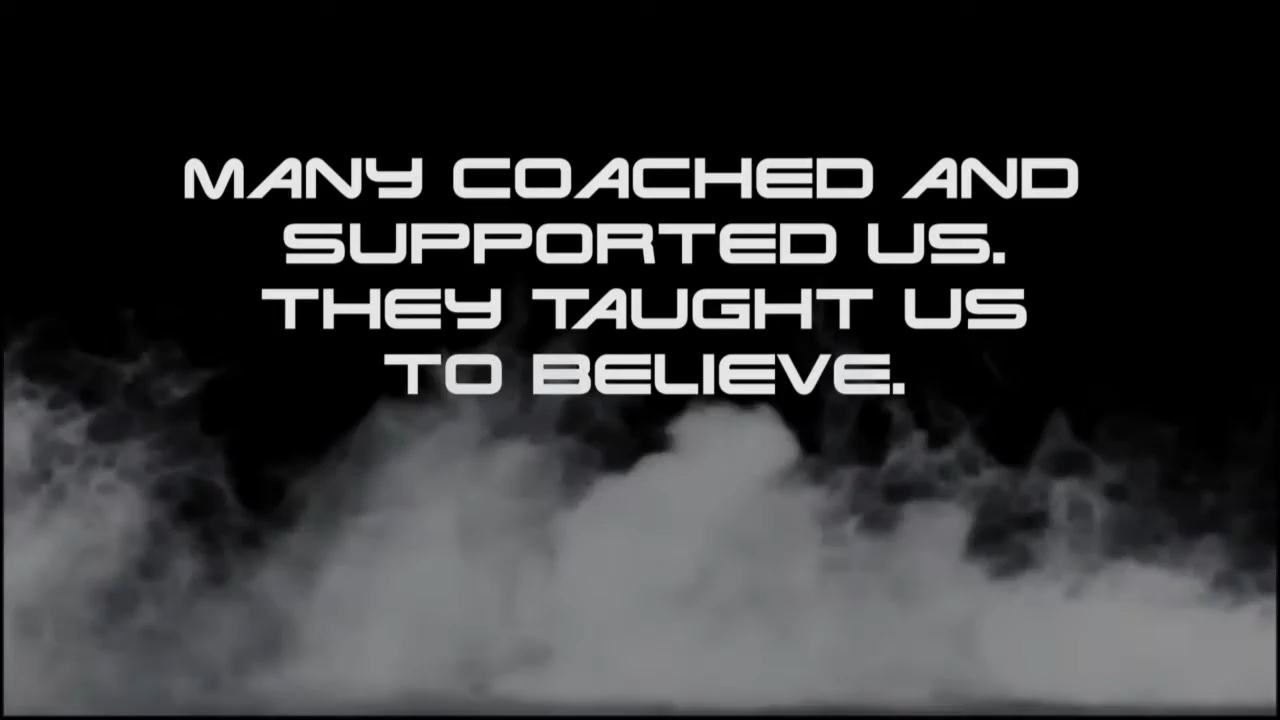 MANY COACHED AND
SUPPORTED US.
THEY TAUGHT US
TO BELIEVE.